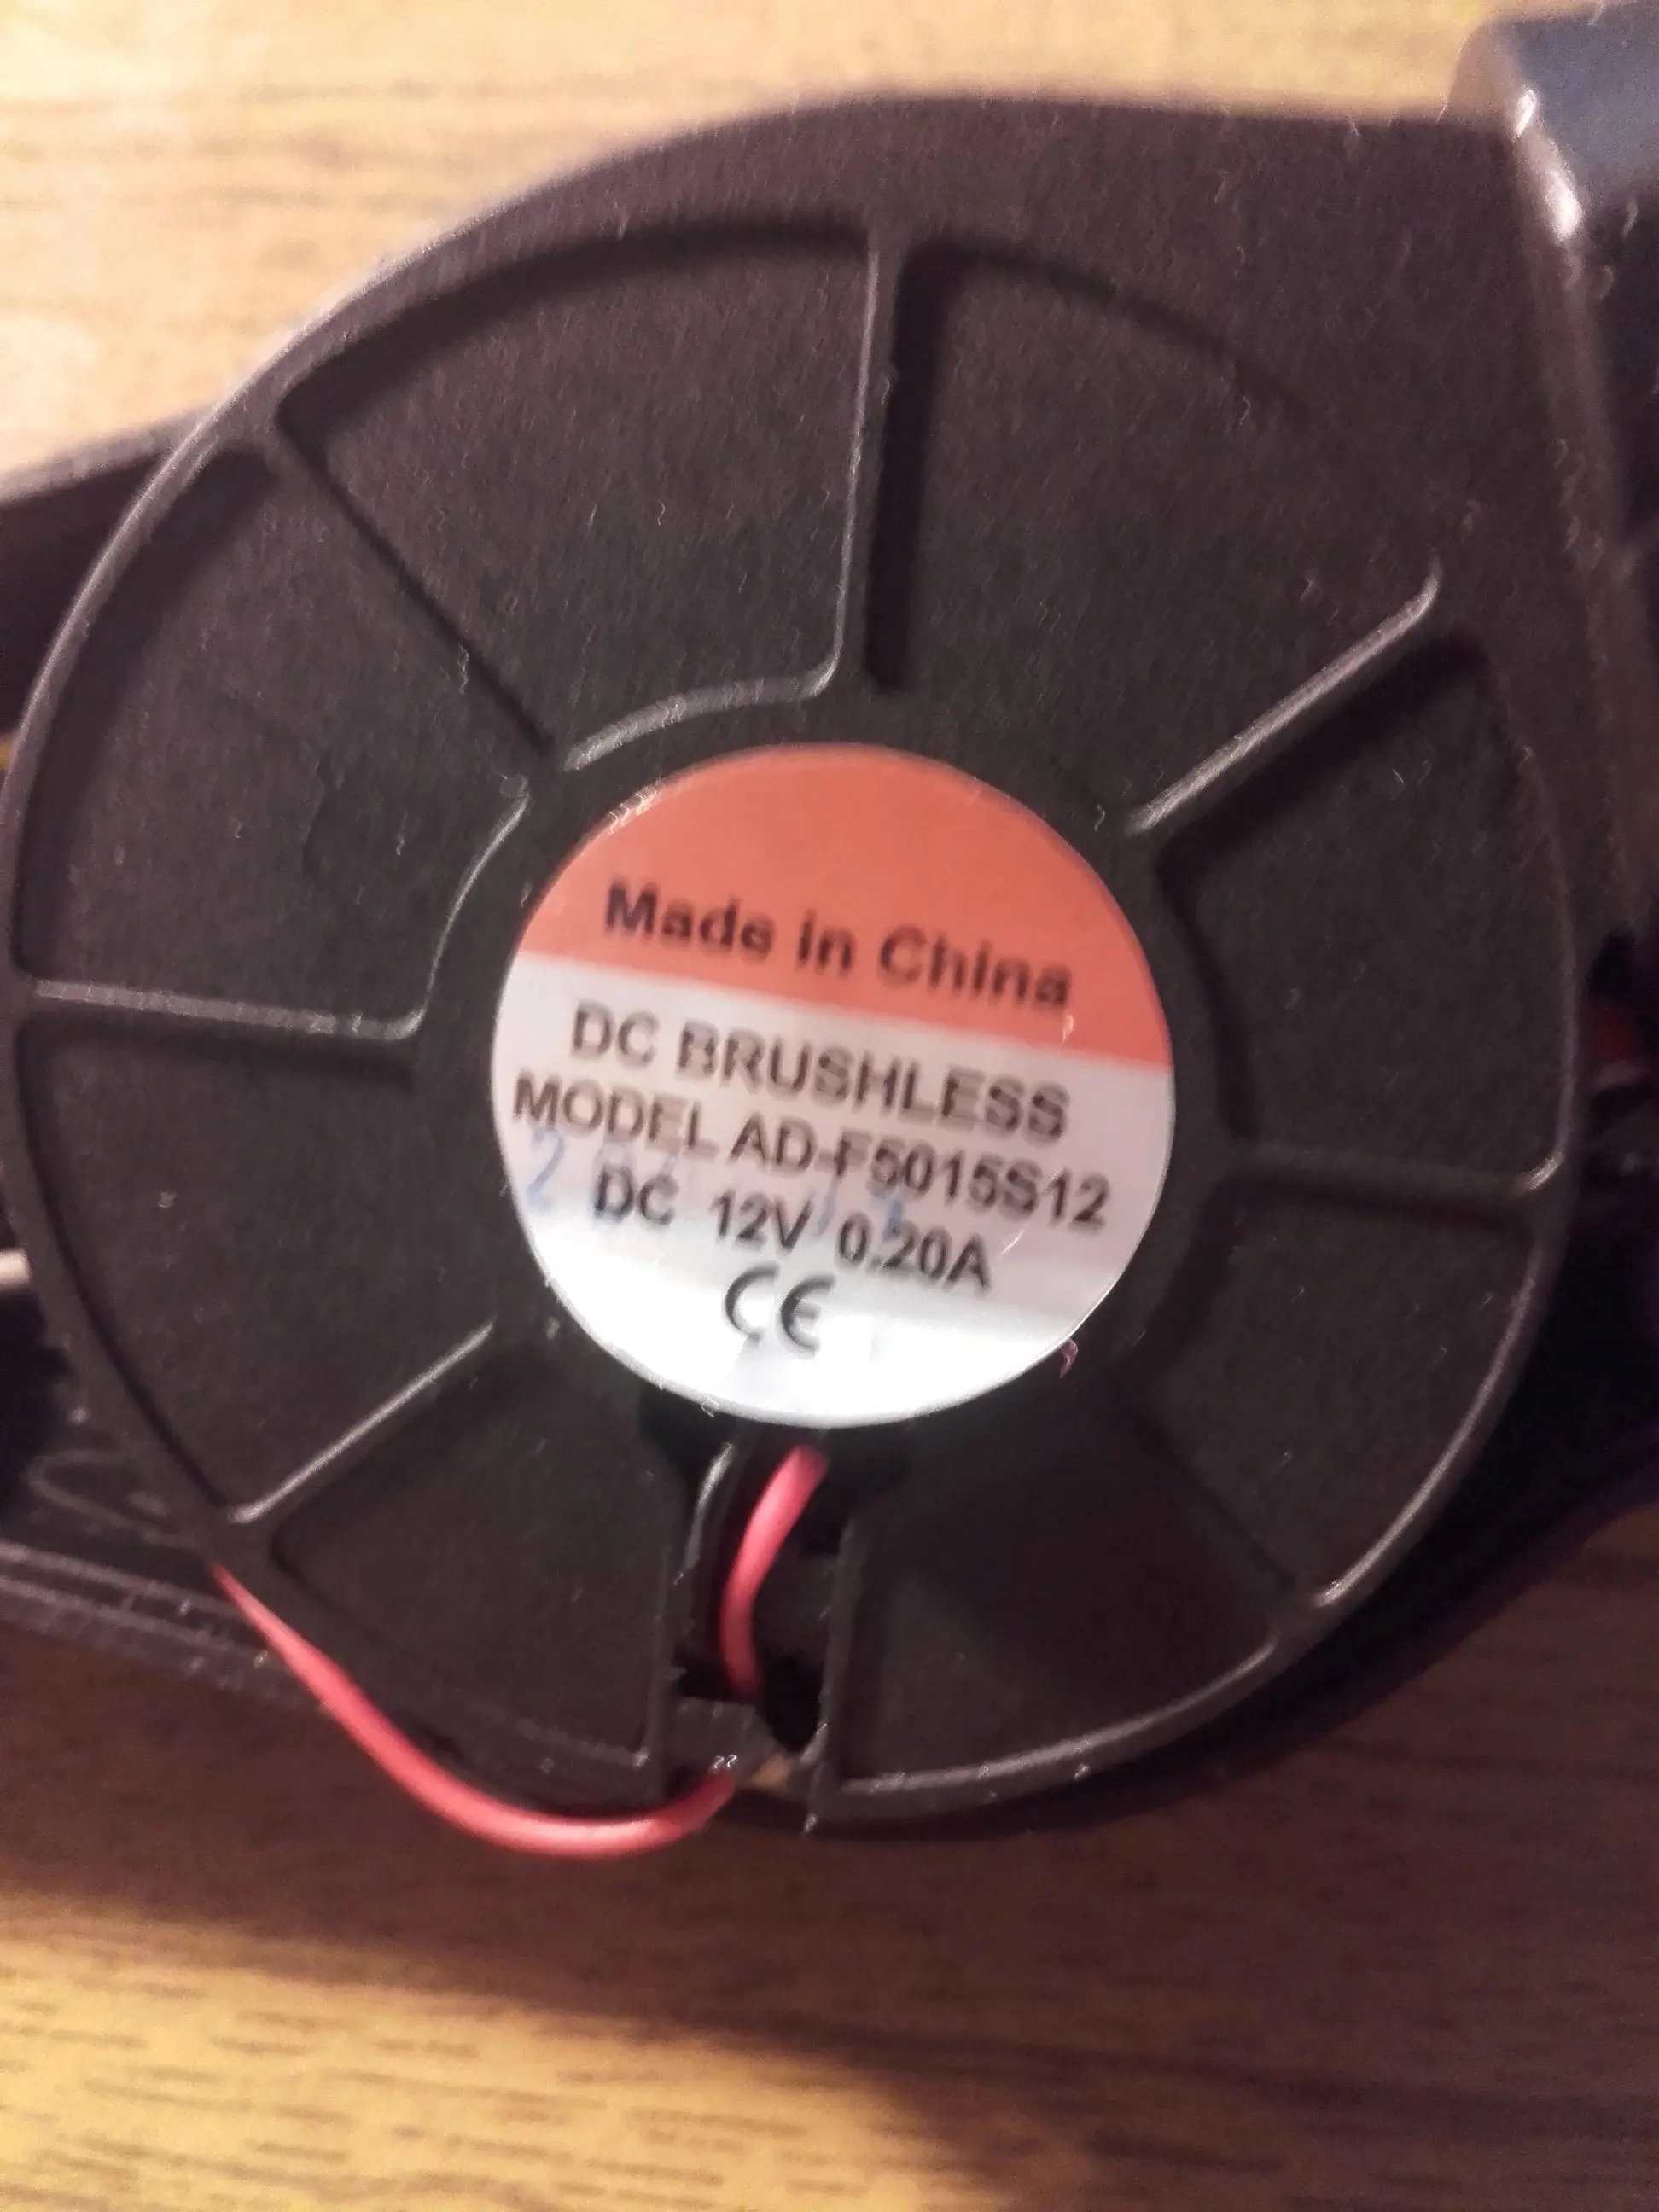 Made in China
DC BRUSHLESS
MODEL AD-F5015S12
DC 12V 0.20A
CE